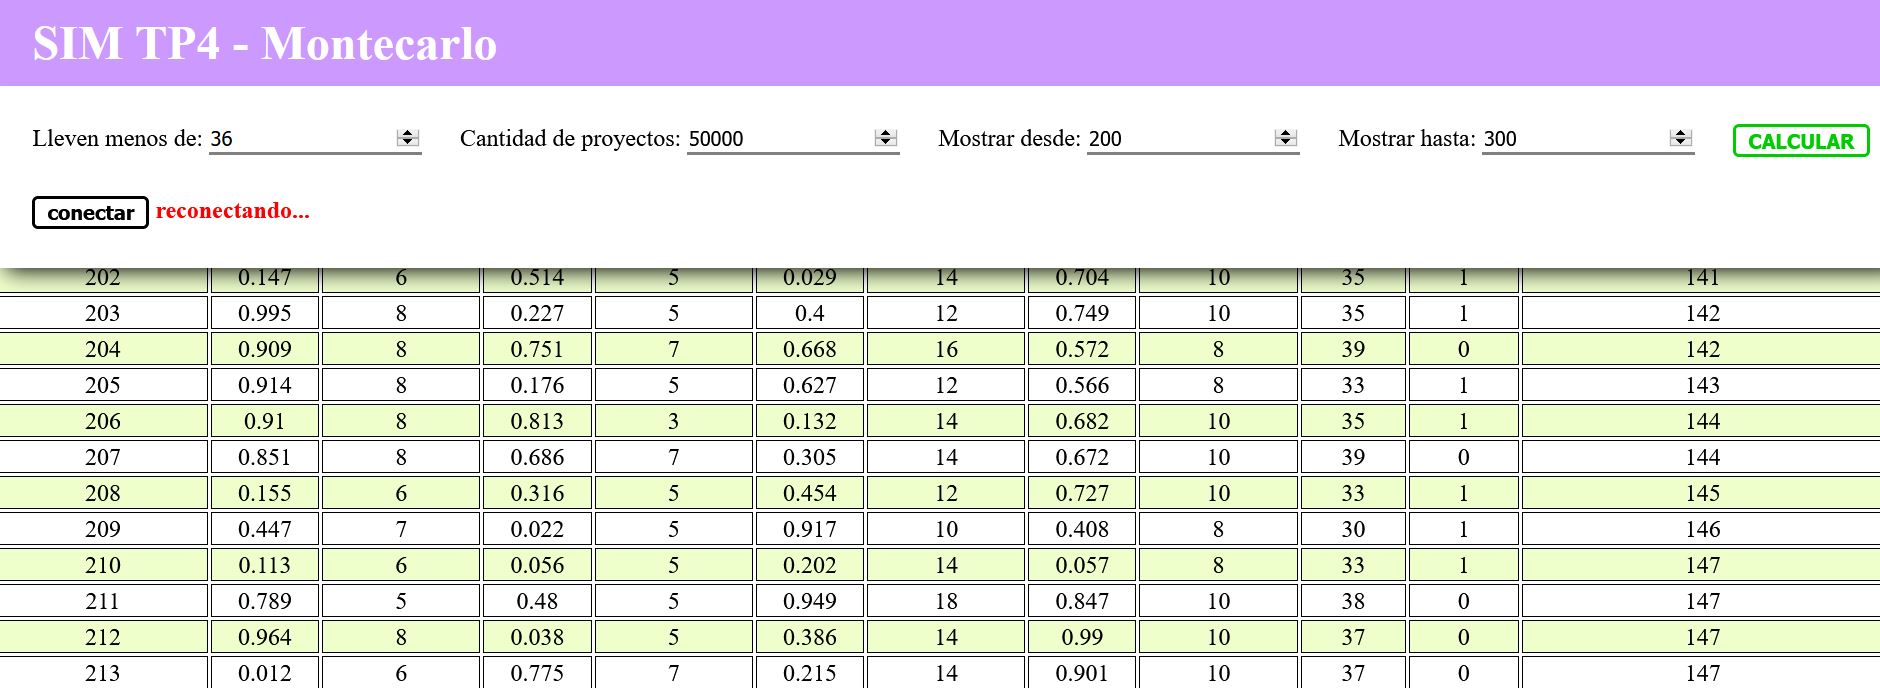 SIM TP4 - Montecarlo
Lleven menos de: 36 Cantidad de proyectos: 50000 Mostrar desde: 200 Mostrar hasta: 300 CALCULAR
conectar reconectando...
202 0.147 6 0.514 5 0.029 14 0.704 10 35 1 141
203 0.995 8 0.227 5 0.4 12 0.749 10 35 1 142
204 0.909 8 0.751 7 0.668 16 0.572 8 39 0 142
205 0.914 8 0.176 5 0.627 12 0.566 8 33 1 143
206 0.91 8 0.813 3 0.132 14 0.682 10 35 1 144
207 0.851 8 0.686 7 0.305 14 0.672 10 39 0 144
208 0.155 6 0.316 5 0.454 12 0.727 10 33 1 145
209 0.447 7 0.022 5 0.917 10 0.408 8 30 1 146
210 0.113 6 0.056 5 0.202 14 0.057 8 33 1 147
211 0.789 5 0.48 5 0.949 18 0.847 10 38 0 147
212 0.964 8 0.038 5 0.386 14 0.99 10 37 0 147
213 0.012 6 0.775 7 0.215 14 0.901 10 37 0 147